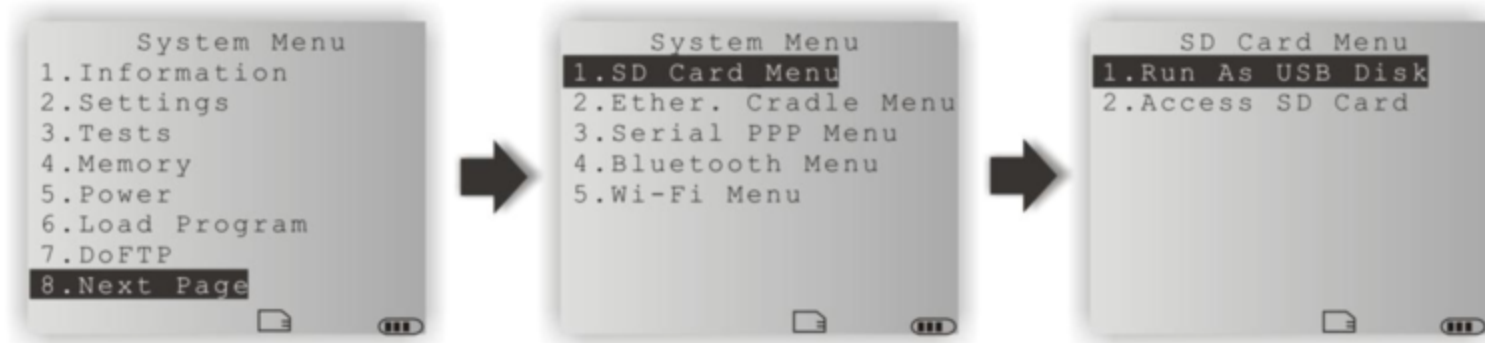 System Menu
1.Information
2.Settings
3.Tests
4.Memory
5.Power
6.Load Program
7.DoFTP
8.Next Page
System Menu
1.SD Card Menu
2.Ether. Cradle Menu
3.Serial PPP Menu
4.Bluetooth Menu
5.Wi-Fi Menu
SD Card Menu
1.Run As USB Disk
2.Access SD Card